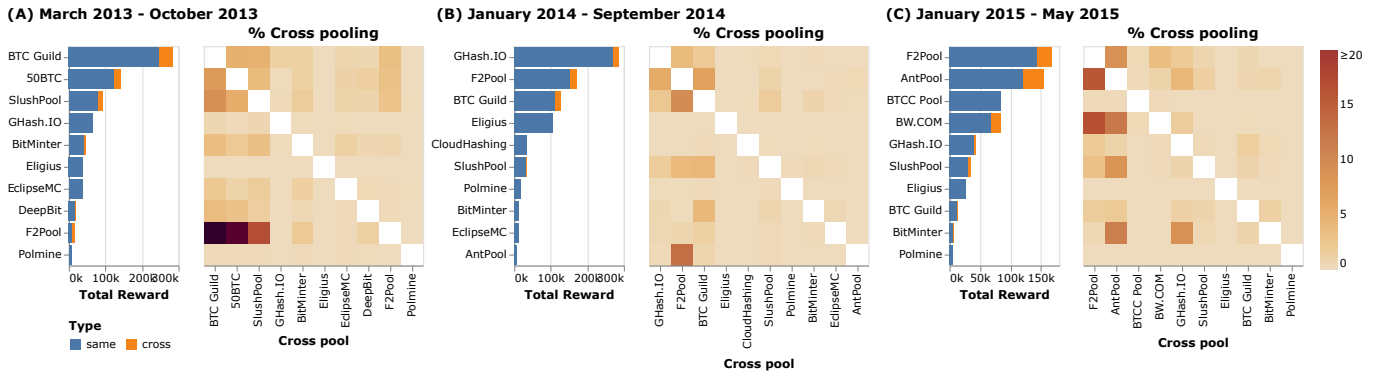 (A) March 2013 - October 2013
% Cross pooling
BTC Guild
50BTC
SlushPool
GHash.IO
BitMinter
Eligius
EclipseMC
DeepBit
F2Pool
Polmine
0k
100k
200k
300k
Total Reward
BTC Guild
50BTC
SlushPool
GHash.IO
BitMinter
Eligius
EclipseMC
DeepBit
F2Pool
Polmine
Cross pool
Type
same
cross
(B) January 2014 - September 2014
% Cross pooling
GHash.IO
F2Pool
BTC Guild
Eligius
CloudHashing
SlushPool
Polmine
BitMinter
EclipseMC
AntPool
0k
100k
200k
300k
Total Reward
GHash.IO
F2Pool
BTC Guild
Eligius
CloudHashing
SlushPool
Polmine
BitMinter
EclipseMC
AntPool
Cross pool
(C) January 2015 - May 2015
% Cross pooling
F2Pool
AntPool
BTCC Pool
BW.COM
GHash.IO
SlushPool
Eligius
BTC Guild
BitMinter
Polmine
0k
50k
100k
150k
Total Reward
F2Pool
AntPool
BTCC Pool
BW.COM
GHash.IO
SlushPool
Eligius
BTC Guild
BitMinter
Polmine
Cross pool
≥20
15
10
5
0